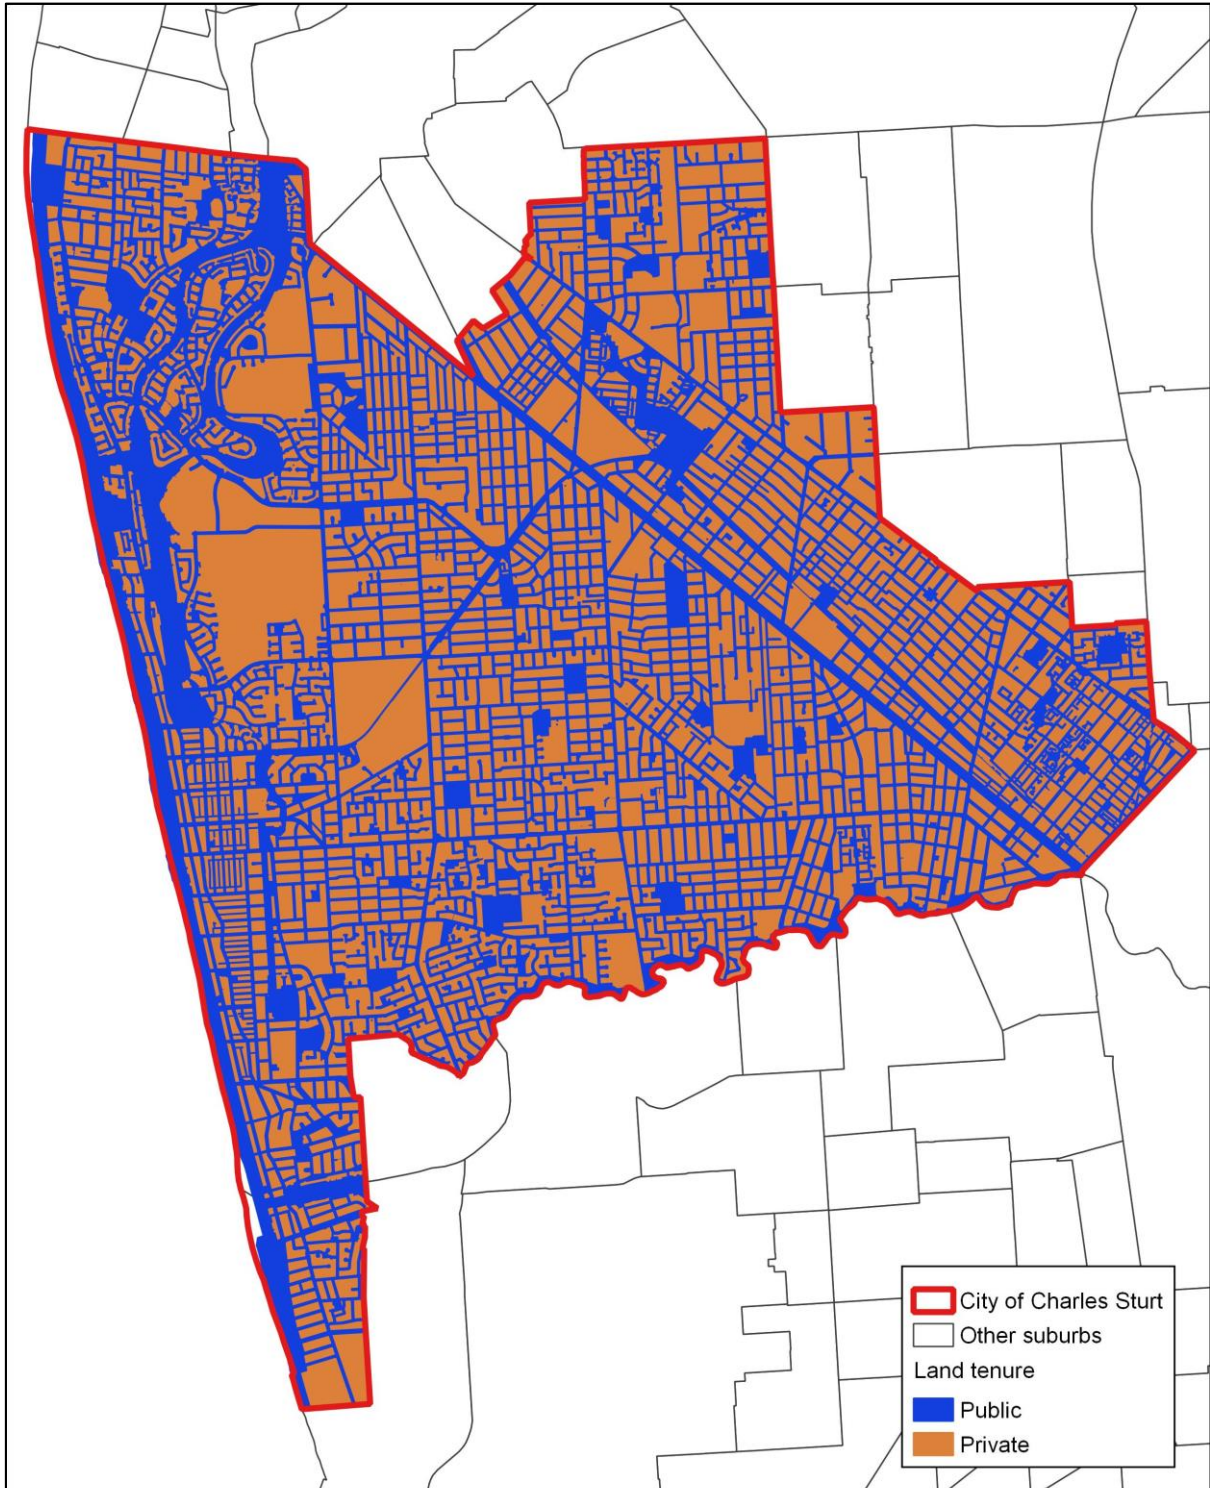 City of Charles Sturt
Other suburbs
Land tenure
Public
Private